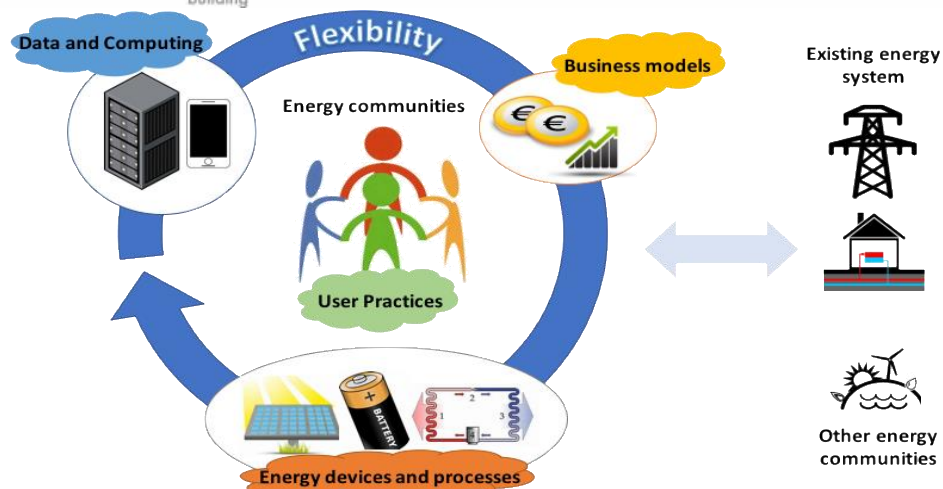 building
Data and Computing
Flexibility
Business models
Energy communities
€
€
User Practices
BATTERY
1
2
3
Energy devices and processes
Existing energy
system
Other energy
communities